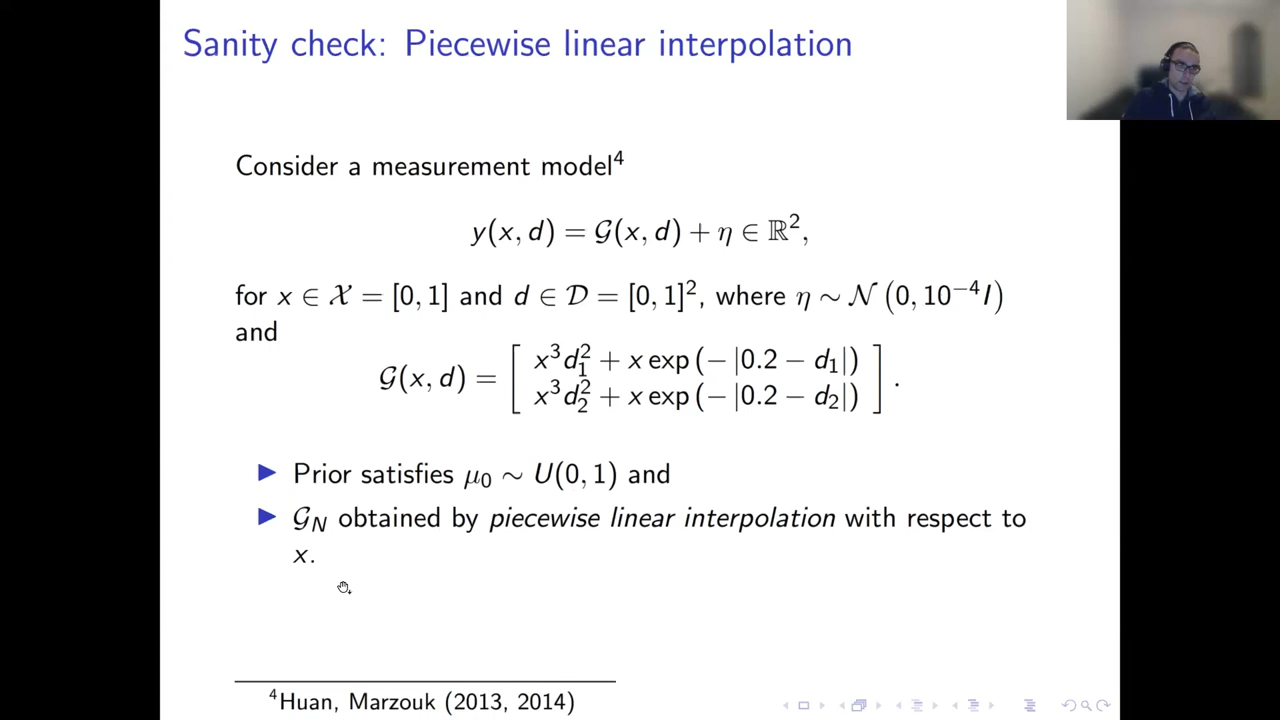 Sanity check: Piecewise linear interpolation
Consider a measurement model⁴
y(x, d) = 𝒢(x, d) + η ∈ ℝ²,
for x ∈ 𝒳 = [0, 1] and d ∈ 𝒟 = [0, 1]², where η ∼ 𝒩 (0, 10⁻⁴I)
and
𝒢(x, d) = [ x³d₁² + x exp (− |0.2 − d₁|)
x³d₂² + x exp (− |0.2 − d₂|) ] .
▶ Prior satisfies μ₀ ∼ U(0, 1) and
▶ 𝒢_N obtained by piecewise linear interpolation with respect to
x.
⁴Huan, Marzouk (2013, 2014)